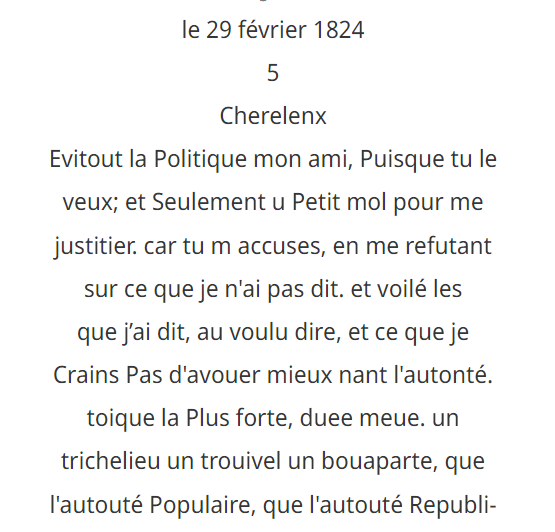 le 29 février 1824
5
Cherelenx
Evitout la Politique mon ami, Puisque tu le
veux; et Seulement u Petit mol pour me
justitier. car tu m accuses, en me refutant
sur ce que je n'ai pas dit. et voilé les
que j’ai dit, au voulu dire, et ce que je
Crains Pas d'avouer mieux nant l'autonté.
toique la Plus forte, duee meue. un
trichelieu un trouivel un bouaparte, que
l'autouté Populaire, que l'autouté Republi-